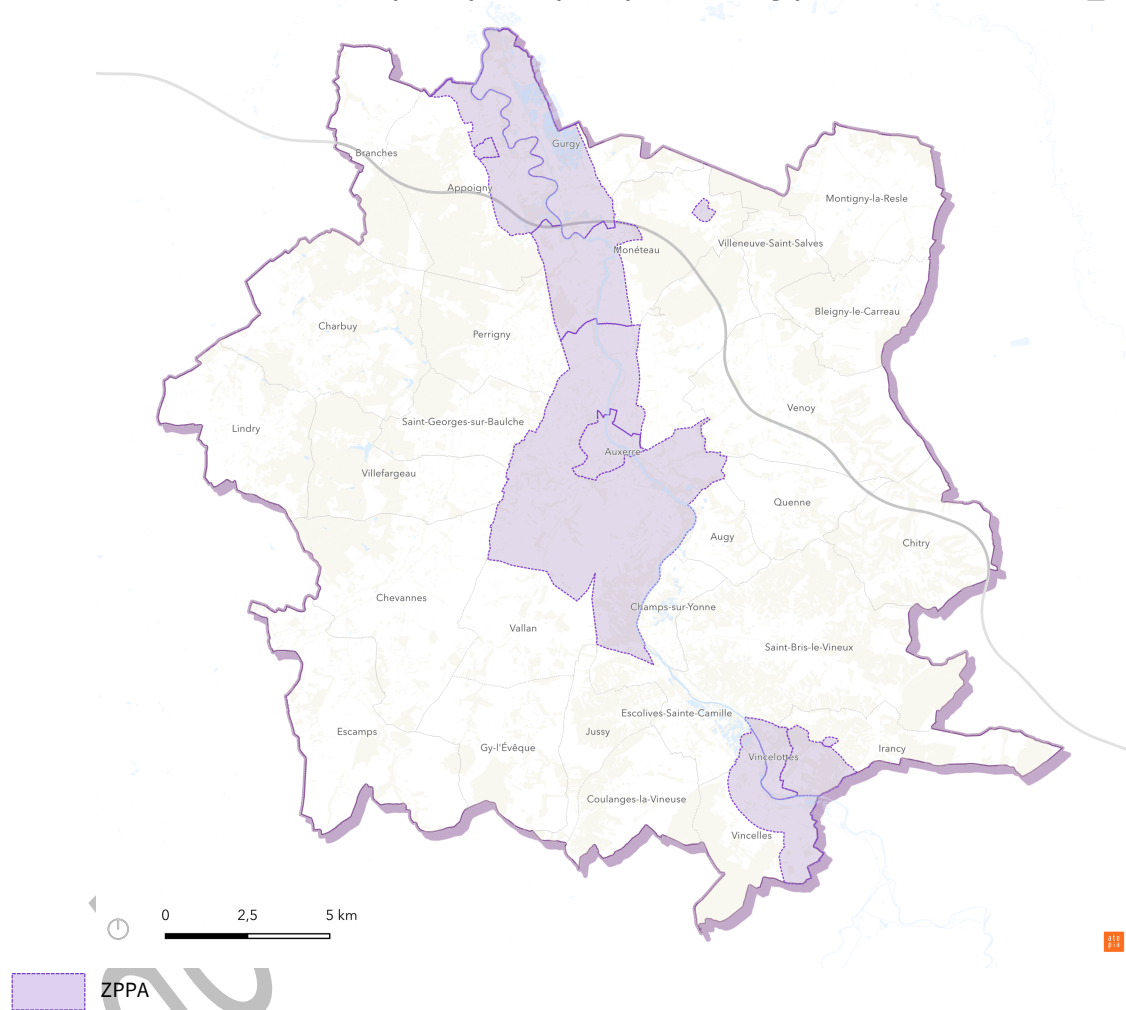 Gurgy
Branches
Appoigny
Montigny-la-Resle
Villeneuve-Saint-Salves
Monéteau
Bleigny-le-Carreau
Charbuy
Perrigny
Venoy
Saint-Georges-sur-Baulche
Lindry
Auxerre
Villefargeau
Quenne
Augy
Chitry
Chevannes
Champs-sur-Yonne
Vallan
Saint-Bris-le-Vineux
Escolives-Sainte-Camille
Escamps
Jussy
Gy-l'Évêque
Irancy
Vincelottes
Coulanges-la-Vineuse
Vincelles
0 2,5 5 km
ato
pia
ZPPA